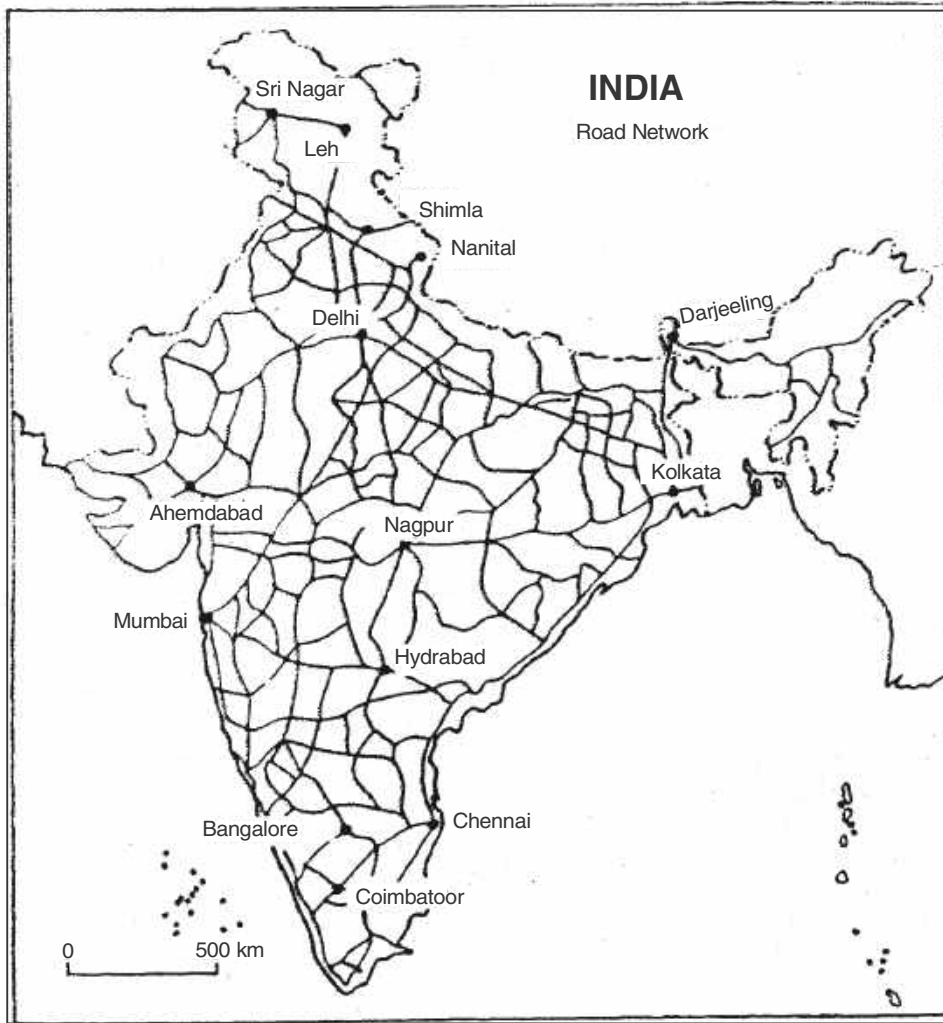 INDIA
Road Network
Sri Nagar
Leh
Shimla
Nanital
Delhi
Darjeeling
Kolkata
Ahemdabad
Nagpur
Mumbai
Hydrabad
Bangalore
Chennai
Coimbatoor
0 500 km